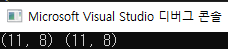 Microsoft Visual Studio 디버그 콘솔
(11, 8) (11, 8)